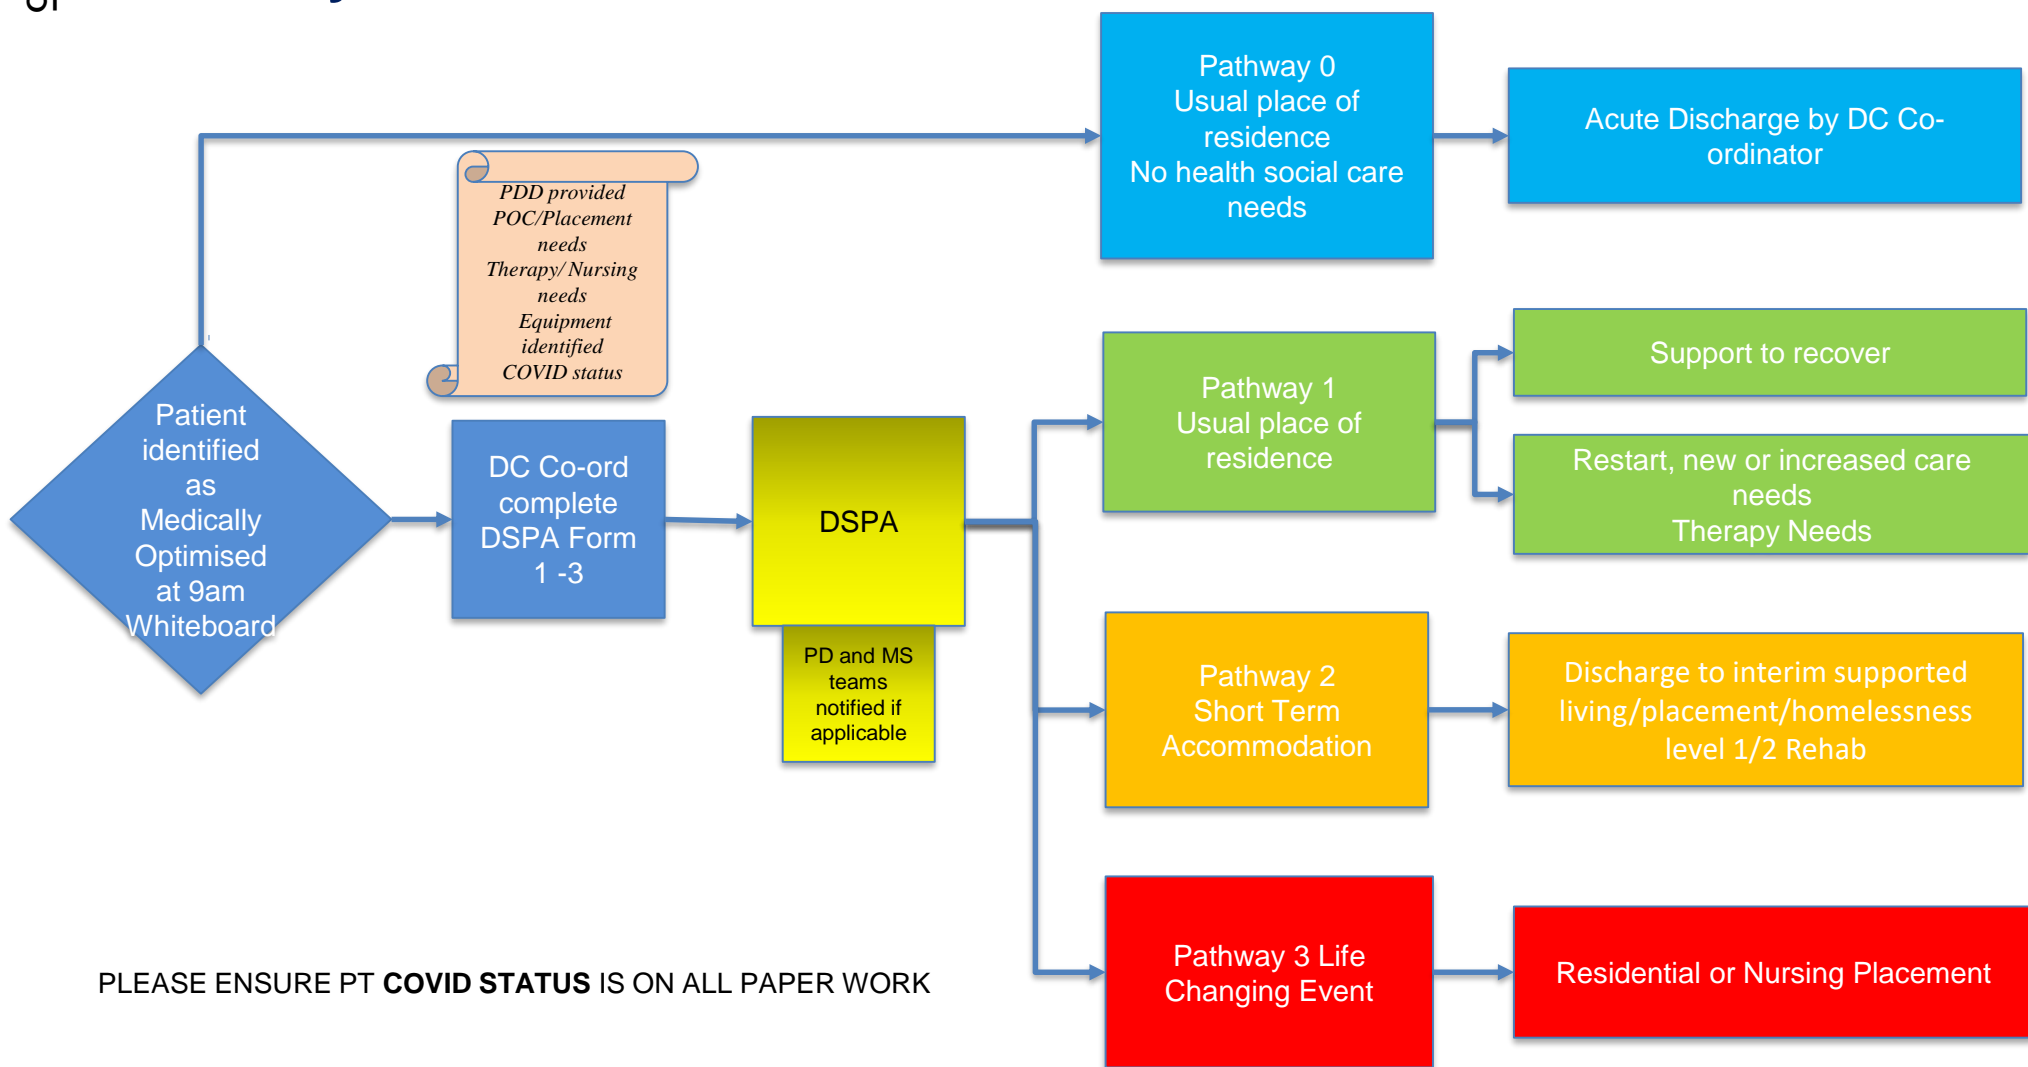 Pathway 0
Usual place of
residence
No health social care
needs
Acute Discharge by DC Co-
ordinator
PDD provided
POC/Placement
needs
Therapy/ Nursing
needs
Equipment
identified
COVID status
Patient
identified
as
Medically
Optimised
at 9am
Whiteboard
DC Co-ord
complete
DSPA Form
1 -3
DSPA
PD and MS
teams
notified if
applicable
Pathway 1
Usual place of
residence
Support to recover
Restart, new or increased care
needs
Therapy Needs
Pathway 2
Short Term
Accommodation
Discharge to interim supported
living/placement/homelessness
level 1/2 Rehab
Pathway 3 Life
Changing Event
Residential or Nursing Placement
PLEASE ENSURE PT COVID STATUS IS ON ALL PAPER WORK